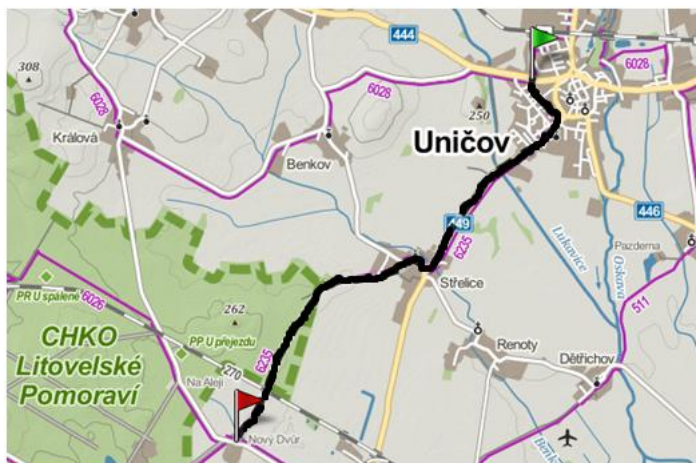 444
308
6028
6028
6028
Králová
250
Benkov
Uničov
449
446
6235
Lukavice
Oskava
Pazderna
Střelice
PR U spálené
6026
262
511
CHKO
Litovelské
Pomoraví
PP U přejezdu
6235
Renoty
270
Dětřichov
Na Aleji
Nový Dvůr